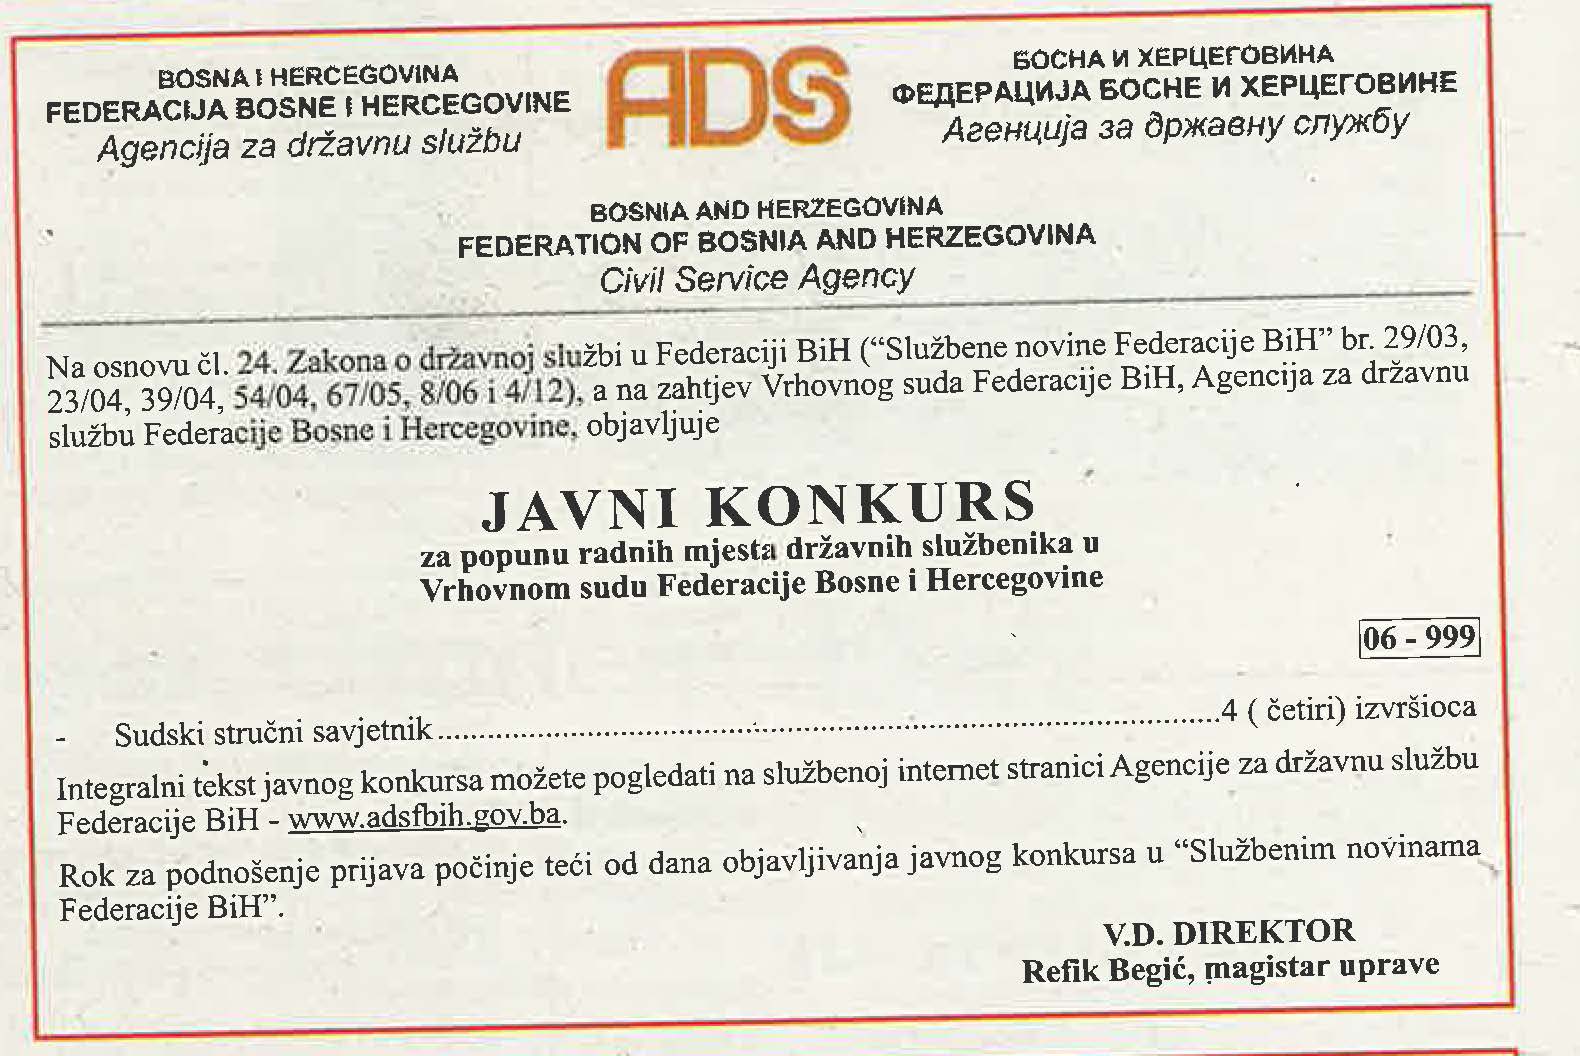 BOSNA I HERCEGOVINA
FEDERACIJA BOSNE I HERCEGOVINE
Agencija za državnu službu
ADS
БОСНА И ХЕРЦЕГОВИНА
ФЕДЕРАЦИЈА БОСНЕ И ХЕРЦЕГОВИНЕ
Агенција за државну службу
BOSNIA AND HERZEGOVINA
FEDERATION OF BOSNIA AND HERZEGOVINA
Civil Service Agency
Na osnovu čl. 24. Zakona o državnoj službi u Federaciji BiH (“Službene novine Federacije BiH” br. 29/03,
23/04, 39/04, 54/04, 67/05, 8/06 i 4/12), a na zahtjev Vrhovnog suda Federacije BiH, Agencija za državnu
službu Federacije Bosne i Hercegovine, objavljuje
JAVNI KONKURS
za popunu radnih mjesta državnih službenika u
Vrhovnom sudu Federacije Bosne i Hercegovine
06 - 999
- Sudski stručni savjetnik..........................................................................................4 ( četiri) izvršioca
Integralni tekst javnog konkursa možete pogledati na službenoj internet stranici Agencije za državnu službu
Federacije BiH - www.adsfbih.gov.ba.
Rok za podnošenje prijava počinje teći od dana objavljivanja javnog konkursa u “Službenim novinama
Federacije BiH”.
V.D. DIREKTOR
Refik Begić, magistar uprave